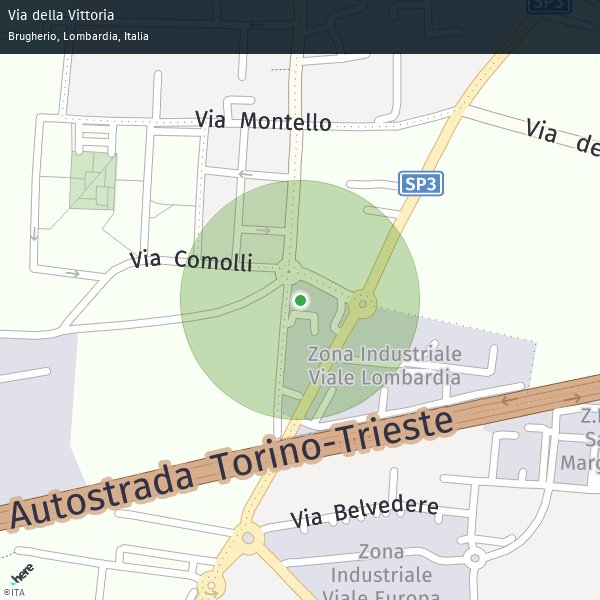 Via della Vittoria
Brugherio, Lombardia, Italia
SP3
Via Montello
Via de
SP3
Via Comolli
Zona Industriale
Viale Lombardia
Autostrada Torino-Trieste
Z.I
Sa
Marg
Via Belvedere
Zona
Industriale
Viale Europa
here
©ITA